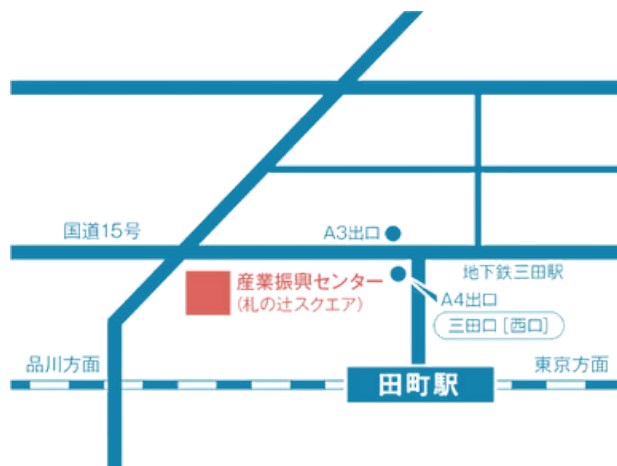 国道15号
A3出口
産業振興センター
(札の辻スクエア)
地下鉄三田駅
A4出口
三田口 [西口]
品川方面
田町駅
東京方面